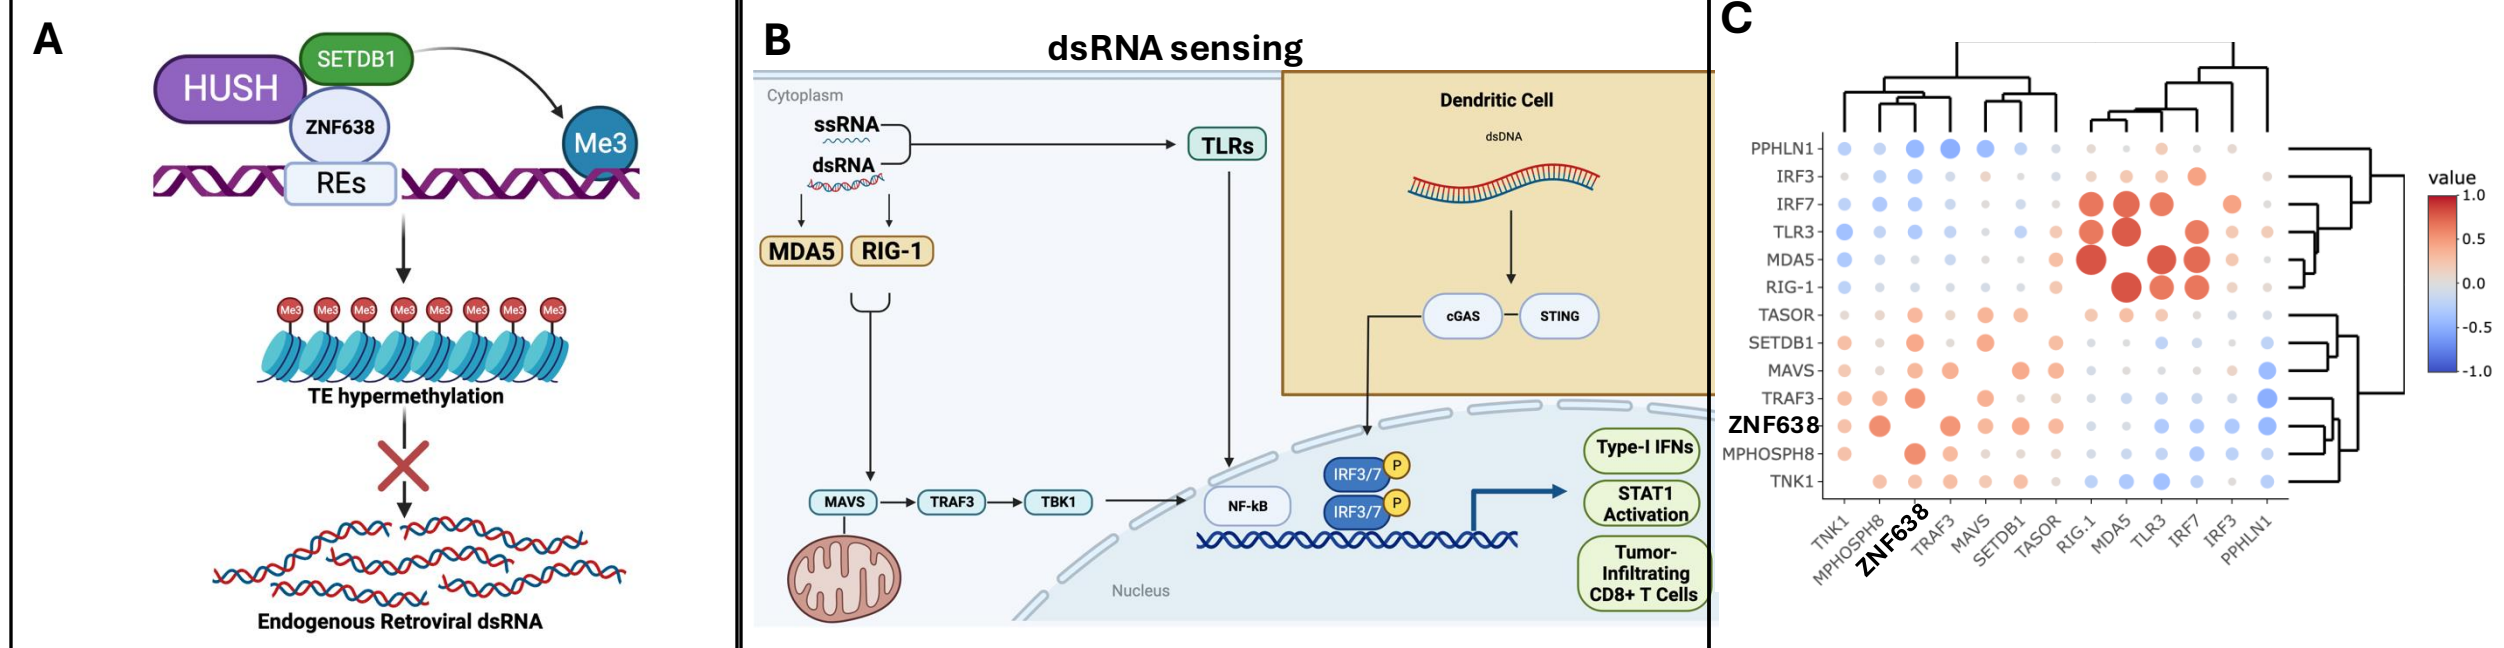 A
HUSH
SETDB1
ZNF638
Me3
REs
Me3 Me3 Me3 Me3 Me3 Me3 Me3 Me3
TE hypermethylation
Endogenous Retroviral dsRNA
B
dsRNA sensing
Cytoplasm
ssRNA
dsRNA
TLRs
MDA5
RIG-1
Dendritic Cell
dsDNA
cGAS
STING
MAVS
TRAF3
TBK1
NF-kB
IRF3/7
P
IRF3/7
P
Nucleus
Type-I IFNs
STAT1
Activation
Tumor-
Infiltrating
CD8+ T Cells
C
PPHLN1
IRF3
IRF7
TLR3
MDA5
RIG-1
TASOR
SETDB1
MAVS
TRAF3
ZNF638
MPHOSPH8
TNK1
TNK1
MPHOSPH8
ZNF638
TRAF3
MAVS
SETDB1
TASOR
RIG.1
MDA5
TLR3
IRF7
IRF3
PPHLN1
value
1.0
0.5
0.0
-0.5
-1.0